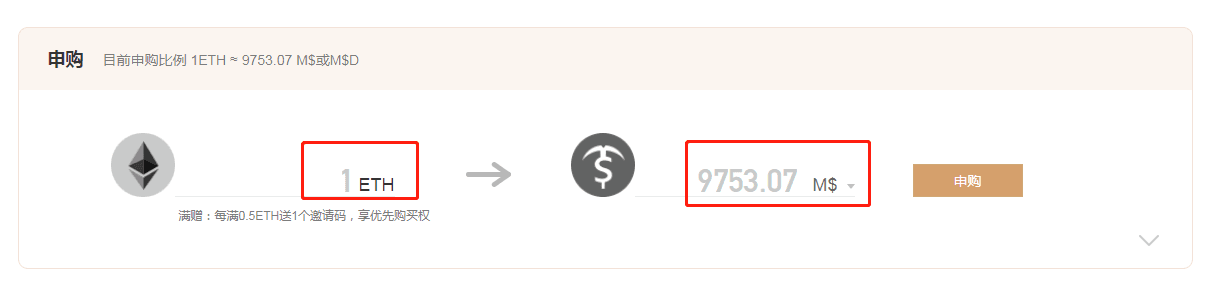 申购 目前申购比例 1ETH ≈ 9753.07 M$或M$D
1 ETH 9753.07 M$ 申购
满赠：每满0.5ETH送1个邀请码，享优先购买权